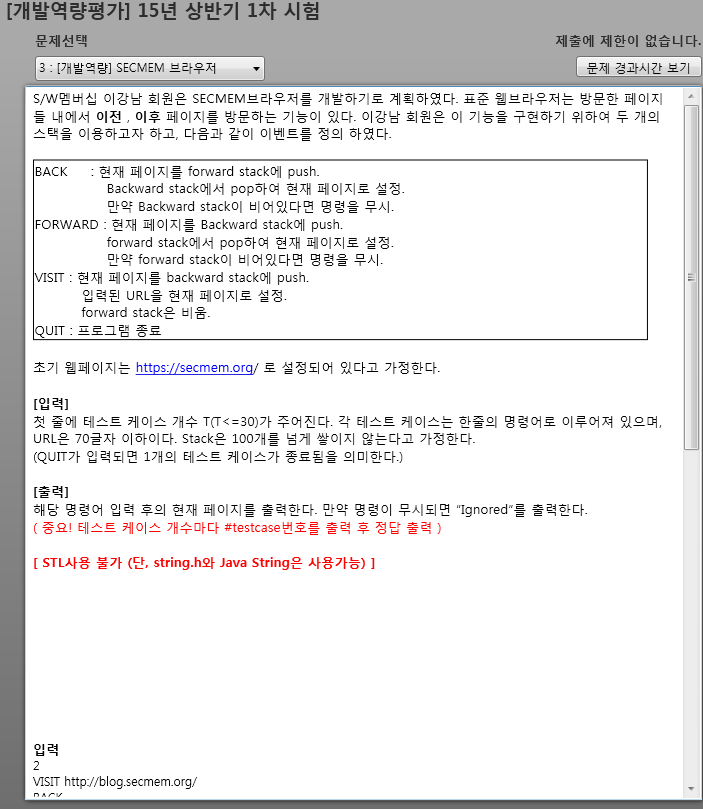 [개발역량평가] 15년 상반기 1차 시험
문제선택
제출에 제한이 없습니다.
3 : [개발역량] SECMEM 브라우저
문제 경과시간 보기
S/W멤버십 이강남 회원은 SECMEM브라우저를 개발하기로 계획하였다. 표준 웹브라우저는 방문한 페이지
들 내에서 이전 , 이후 페이지를 방문하는 기능이 있다. 이강남 회원은 이 기능을 구현하기 위하여 두 개의
스택을 이용하고자 하고, 다음과 같이 이벤트를 정의 하였다.
BACK : 현재 페이지를 forward stack에 push.
Backward stack에서 pop하여 현재 페이지로 설정.
만약 Backward stack이 비어있다면 명령을 무시.
FORWARD : 현재 페이지를 Backward stack에 push.
forward stack에서 pop하여 현재 페이지로 설정.
만약 forward stack이 비어있다면 명령을 무시.
VISIT : 현재 페이지를 backward stack에 push.
입력된 URL을 현재 페이지로 설정.
forward stack은 비움.
QUIT : 프로그램 종료
초기 웹페이지는 https://secmem.org/ 로 설정되어 있다고 가정한다.
[입력]
첫 줄에 테스트 케이스 개수 T(T<=30)가 주어진다. 각 테스트 케이스는 한줄의 명령어로 이루어져 있으며,
URL은 70글자 이하이다. Stack은 100개를 넘게 쌓이지 않는다고 가정한다.
(QUIT가 입력되면 1개의 테스트 케이스가 종료됨을 의미한다.)
[출력]
해당 명령어 입력 후의 현재 페이지를 출력한다. 만약 명령이 무시되면 "Ignored"를 출력한다.
( 중요! 테스트 케이스 개수마다 #testcase번호를 출력 후 정답 출력 )
[ STL사용 불가 (단, string.h와 Java String은 사용가능) ]
입력
2
VISIT http://blog.secmem.org/
BACK